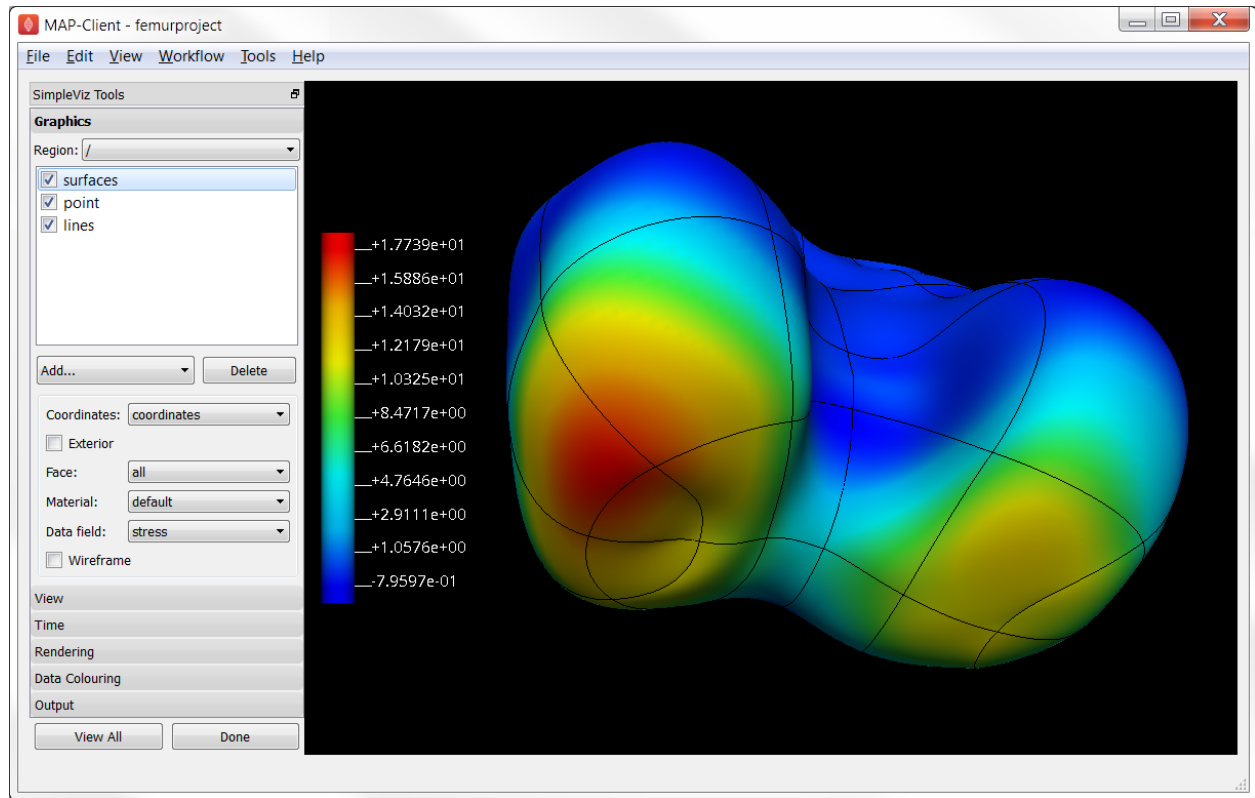 MAP-Client - femurproject
File Edit View Workflow Tools Help
SimpleViz Tools
Graphics
Region: /
surfaces
point
lines
Add... Delete
Coordinates: coordinates
Exterior
Face: all
Material: default
Data field: stress
Wireframe
View
Time
Rendering
Data Colouring
Output
View All Done
+1.7739e+01
+1.5886e+01
+1.4032e+01
+1.2179e+01
+1.0325e+01
+8.4717e+00
+6.6182e+00
+4.7646e+00
+2.9111e+00
+1.0576e+00
-7.9597e-01